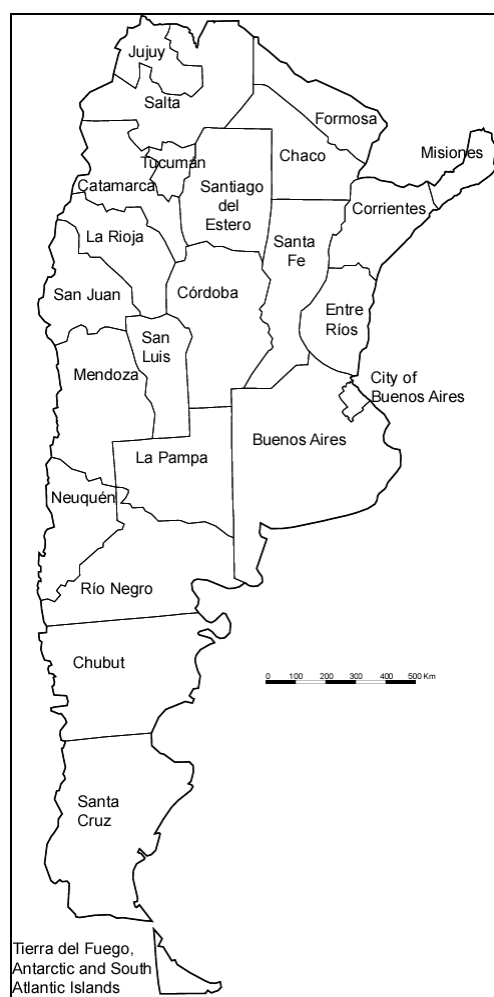 Jujuy
Salta
Formosa
Chaco
Misiones
Tucumán
Catamarca
Santiago
del
Estero
Corrientes
La Rioja
Santa
Fe
San Juan
Córdoba
Entre
Ríos
San
Luis
Mendoza
City of
Buenos Aires
Buenos Aires
La Pampa
Neuquén
Río Negro
Chubut
0 100 200 300 400 500 Km
Santa
Cruz
Tierra del Fuego,
Antarctic and South
Atlantic Islands